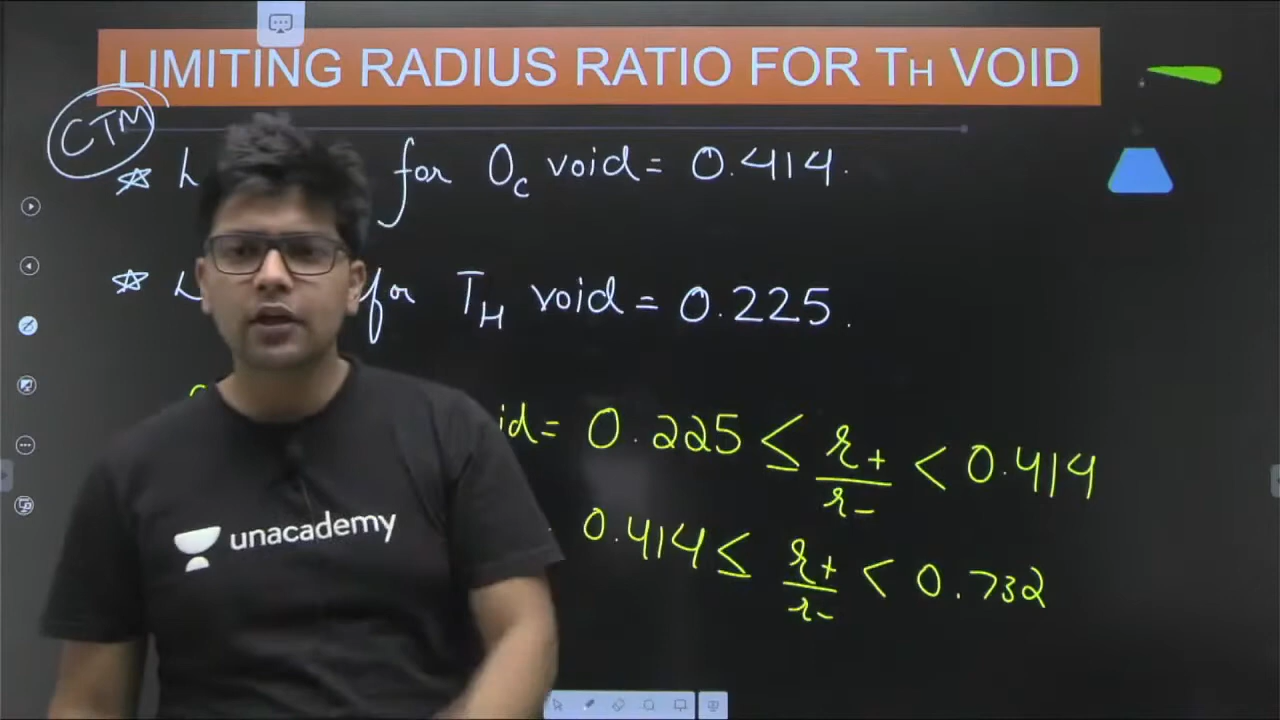 LIMITING RADIUS RATIO FOR TH VOID
CTM
for Oc void = 0.414.
for TH void = 0.225.
id = 0.225 ≤ r+/r- < 0.414
0.414 ≤ r+/r- < 0.732
unacademy